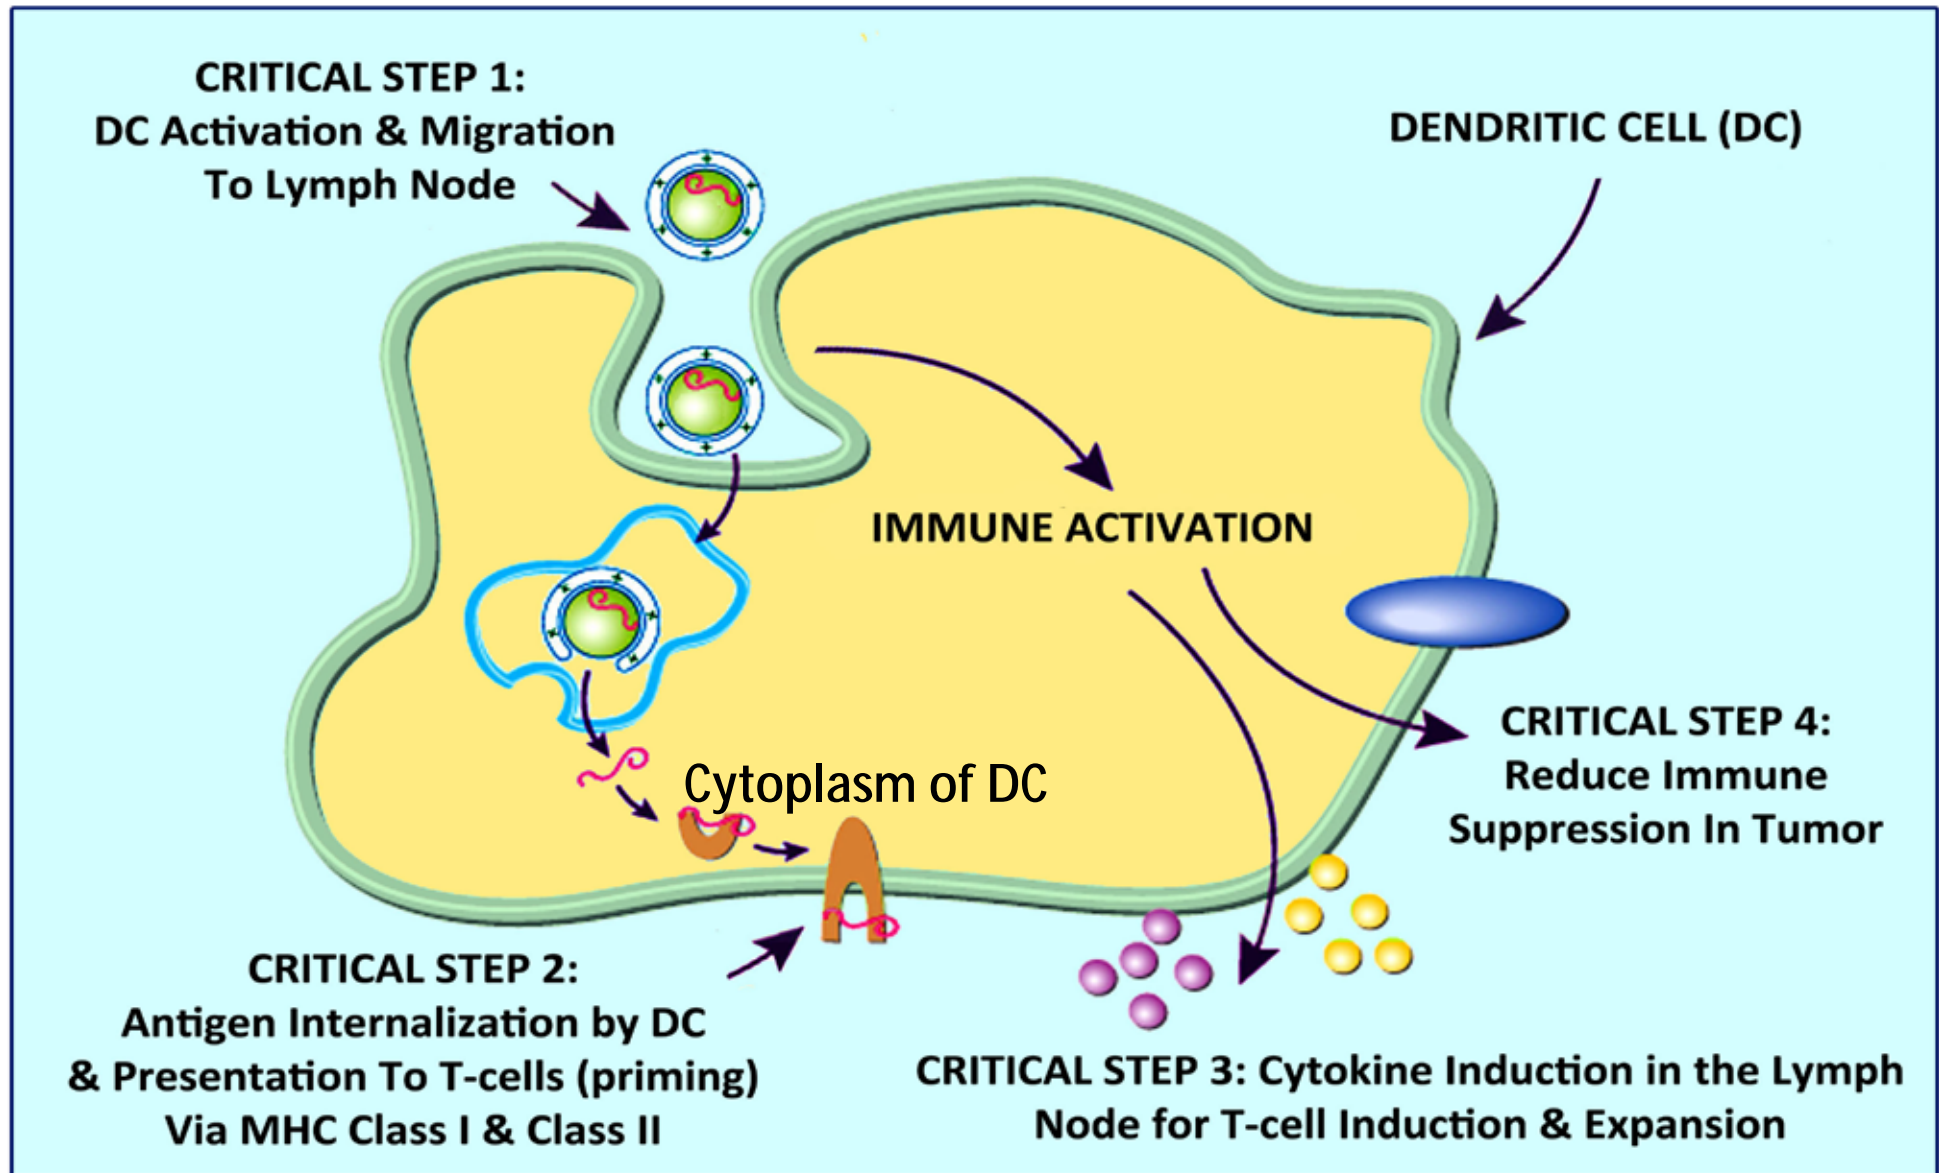 CRITICAL STEP 1:
DC Activation & Migration
To Lymph Node
DENDRITIC CELL (DC)
IMMUNE ACTIVATION
CRITICAL STEP 4:
Reduce Immune
Suppression In Tumor
Cytoplasm of DC
CRITICAL STEP 2:
Antigen Internalization by DC
& Presentation To T-cells (priming)
Via MHC Class I & Class II
CRITICAL STEP 3: Cytokine Induction in the Lymph
Node for T-cell Induction & Expansion